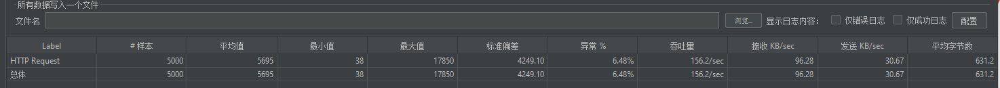 所有数据写入一个文件
文件名 浏览... 显示日志内容： 仅错误日志 仅成功日志 配置
Label # 样本 平均值 最小值 最大值 标准偏差 异常 % 吞吐量 接收 KB/sec 发送 KB/sec 平均字节数
HTTP Request 5000 5695 38 17850 4249.10 6.48% 156.2/sec 96.28 30.67 631.2
总体 5000 5695 38 17850 4249.10 6.48% 156.2/sec 96.28 30.67 631.2